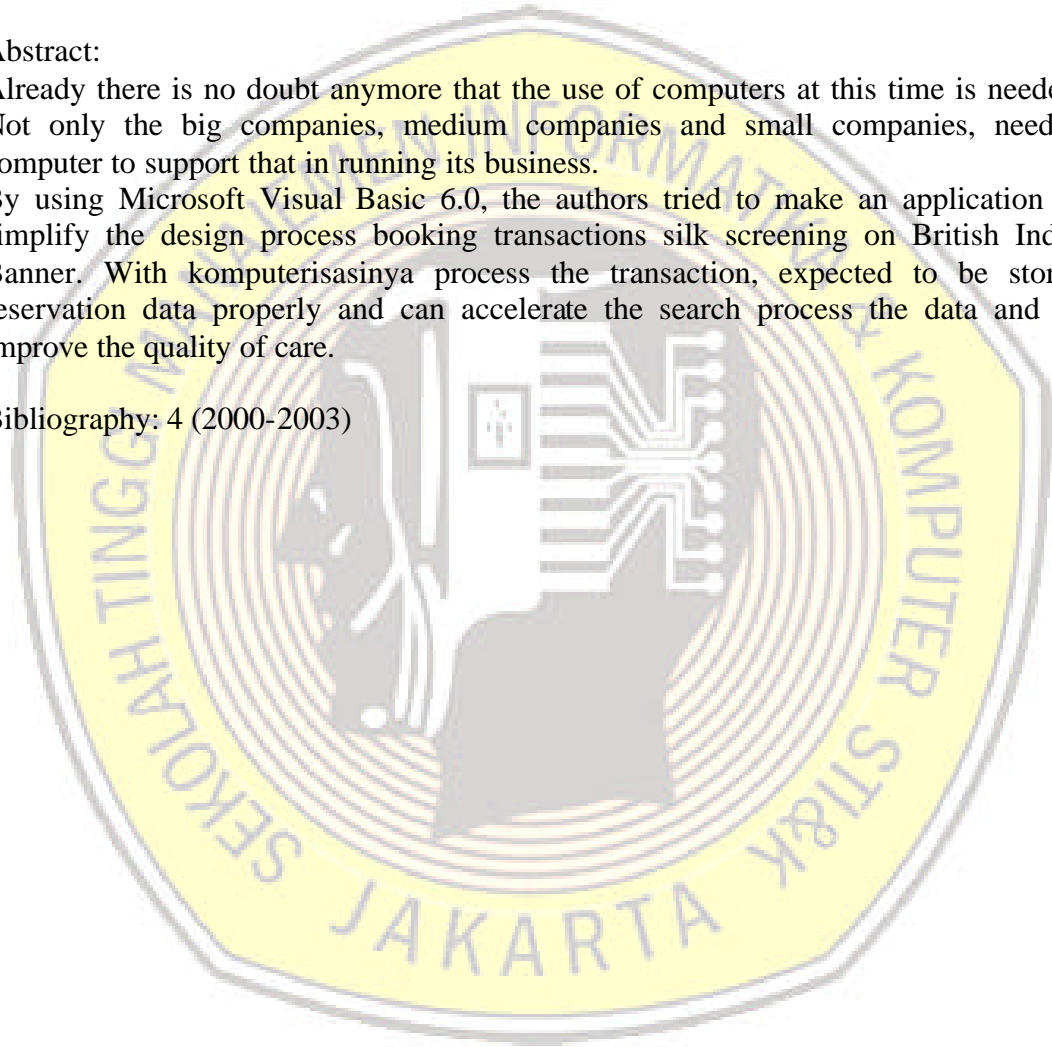 Abstract:
Already there is no doubt anymore that the use of computers at this time is neede
Not only the big companies, medium companies and small companies, need
computer to support that in running its business.
By using Microsoft Visual Basic 6.0, the authors tried to make an application
simplify the design process booking transactions silk screening on British Ind
Banner. With komputerisasinya process the transaction, expected to be stor
reservation data properly and can accelerate the search process the data and
improve the quality of care.
Bibliography: 4 (2000-2003)
SEKOLAH TINGGI MANAJEMEN INFORMATIKA & KOMPUTER STI&K
JAKARTA